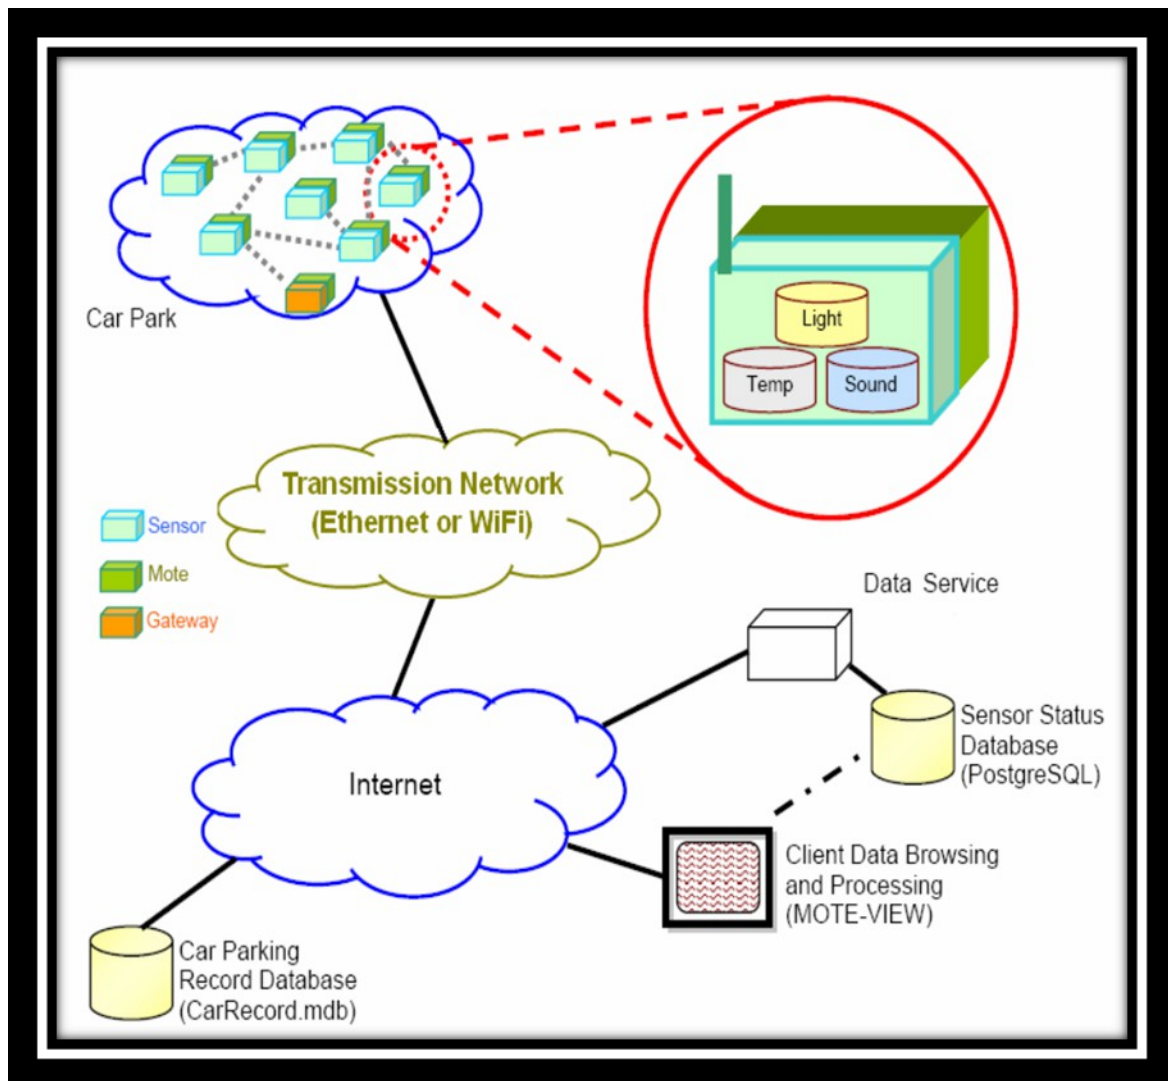 Car Park
Light
Temp
Sound
Transmission Network
(Ethernet or WiFi)
Sensor
Mote
Gateway
Data Service
Sensor Status
Database
(PostgreSQL)
Internet
Client Data Browsing
and Processing
(MOTE-VIEW)
Car Parking
Record Database
(CarRecord.mdb)